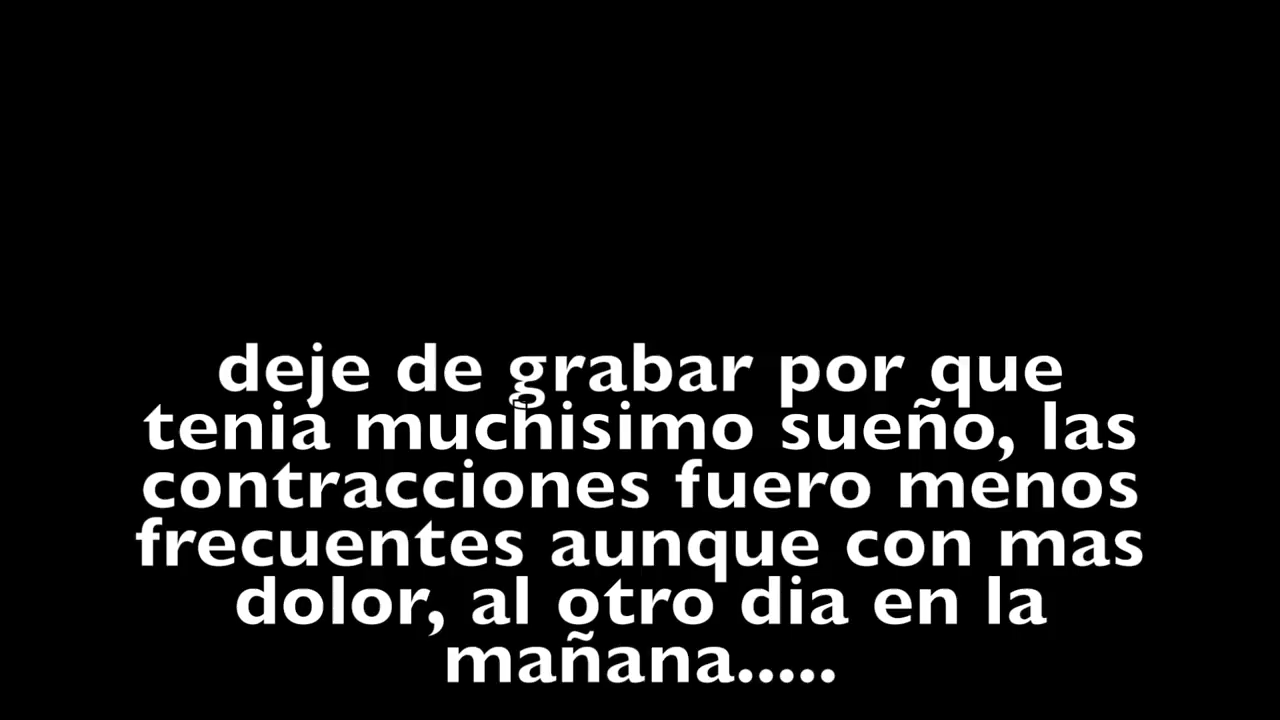 deje de grabar por que
tenia muchisimo sueño, las
contracciones fuero menos
frecuentes aunque con mas
dolor, al otro dia en la
mañana.....